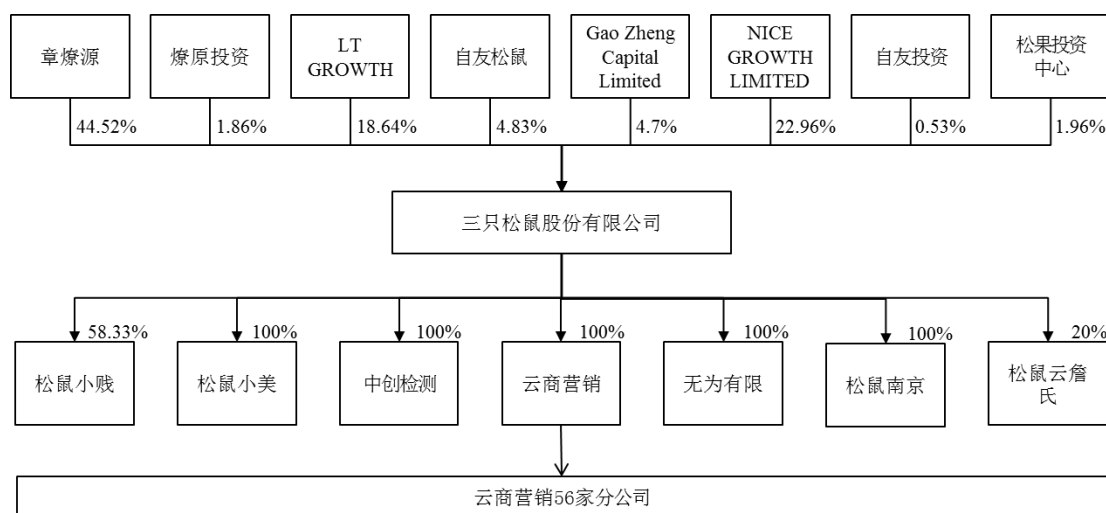 章燎源
燎原投资
LT
GROWTH
自友松鼠
Gao Zheng
Capital
Limited
NICE
GROWTH
LIMITED
自友投资
松果投资
中心
44.52%
1.86%
18.64%
4.83%
4.7%
22.96%
0.53%
1.96%
三只松鼠股份有限公司
58.33%
100%
100%
100%
100%
100%
20%
松鼠小贱
松鼠小美
中创检测
云商营销
无为有限
松鼠南京
松鼠云詹
氏
云商营销56家分公司